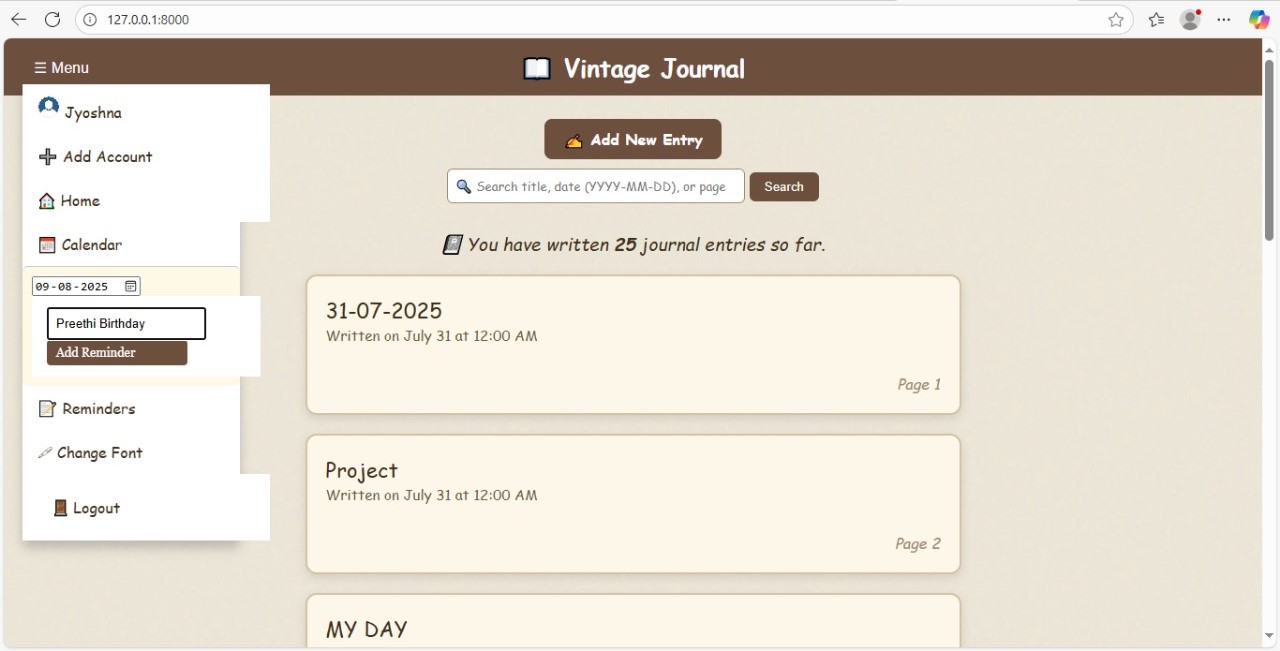 127.0.0.1:8000
☰ Menu
📖 Vintage Journal
Jyoshna
➕ Add Account
🏠 Home
📅 Calendar
09-08-2025
Preethi Birthday
Add Reminder
📝 Reminders
🖋 Change Font
🚪 Logout
✍️ Add New Entry
🔍 Search title, date (YYYY-MM-DD), or page
Search
📓 You have written 25 journal entries so far.
31-07-2025
Written on July 31 at 12:00 AM
Page 1
Project
Written on July 31 at 12:00 AM
Page 2
MY DAY